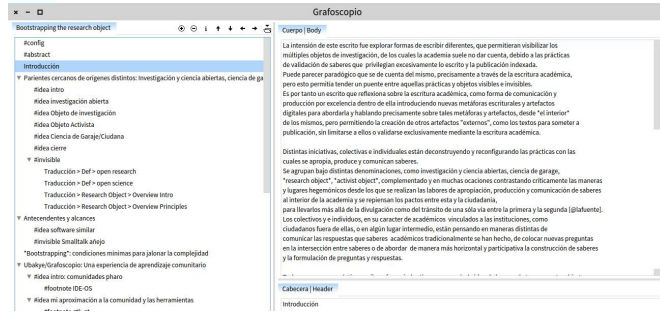 Grafoscopio
Bootstrapping the research object
#config
#abstract
Introducción
Parientes cercanos de origenes distintos: Investigación y ciencia abiertas, ciencia de ga
#idea intro
#idea investigación abierta
#idea Objeto de investigación
#idea Objeto Activista
#idea Ciencia de Garaje/Ciudana
#idea cierre
#invisible
Traducción > Def > open research
Traducción > Def > open science
Traducción > Research Object > Overview Intro
Traducción > Research Object > Overview Principles
Antencendentes y alcances
#idea software similar
#invisible Smalltalk añejo
*Bootstrapping*: condiciones minimas para jalonar la complejidad
Ubakye/Grafoscopio: Una experiencia de aprendizaje comunitario
#idea intro: comunidades pharo
#footnote IDE-OS
#idea mi aproximación a la comunidad y las herramientas
Cuerpo | Body
La intensión de este escrito fue explorar formas de escribir diferentes, que permitieran visibilizar los
múltiples objetos de investigación, de los cuales la academia suele no dar cuenta, debido a las prácticas
de validación de saberes que privilegian excesivamente lo escrito y la publicación indexada.
Puede parecer paradógico que se de cuenta del mismo, precisamente a través de la escritura académica,
pero esto permitía tender un puente entre aquellas prácticas y objetos visibles e invisibles.
Es por tanto un escrito que reflexiona sobre la escritura académica, como forma de comunicación y
producción por excelencia dentro de ella introduciendo nuevas metáforas escriturales y artefactos
digitales para abordarla y hablando precisamente sobre tales metáforas y artefactos, desde "el interior"
de los mismos, pero permitiendo la creación de otros artefactos "externos", como los textos para someter a
publicación, sin limitarse a ellos o validarse exclusivamente mediante la escritura académica.
Distintas iniciativas, colectivas e individuales están deconstruyendo y reconfigurando las prácticas con las
cuales se apropia, produce y comunican saberes.
Se agrupan bajo distintas denominaciones, como investigación y ciencia abiertas, ciencia de garage,
"research object", "activist object", complementado y en muchas ocaciones contrastando críticamente las maneras
y lugares hegemónicos desde los que se realizan las labores de apropiación, producción y comunicación de saberes
al interior de la academia y se repiensan los pactos entre esta y la ciudadanía,
para llevarlos más allá de la divulgación como del tránsito de una sóla vía entre la primera y la segunda [@lafuente].
Los colectivos y e individuos, en su caracter de académicos vinculados a las instituciones, como
ciudadanos fuera de ellas, o en algún lugar intermedio, están pensando en maneras distintas de
comunicar las respuestas que saberes académicos tradicionalmente se han hecho, de colocar nuevas preguntas
en la intersección entre saberes o de abordar de manera más horizontal y participativa la construcción de saberes
y la formulación de preguntas y respuestas.
Cabecera | Header
Introducción